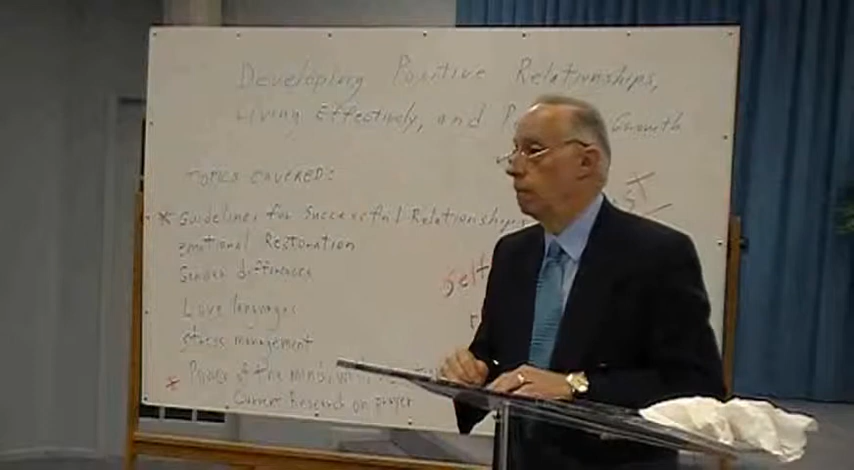 Developing Positive Relationships,
Living Effectively, and
Growth
TOPICS COVERED:
* Guidelines for Successful Relationships
Emotional Restoration
Gender differences
Love languages
stress management
* Power of the mind,
Current Research on prayer
Self